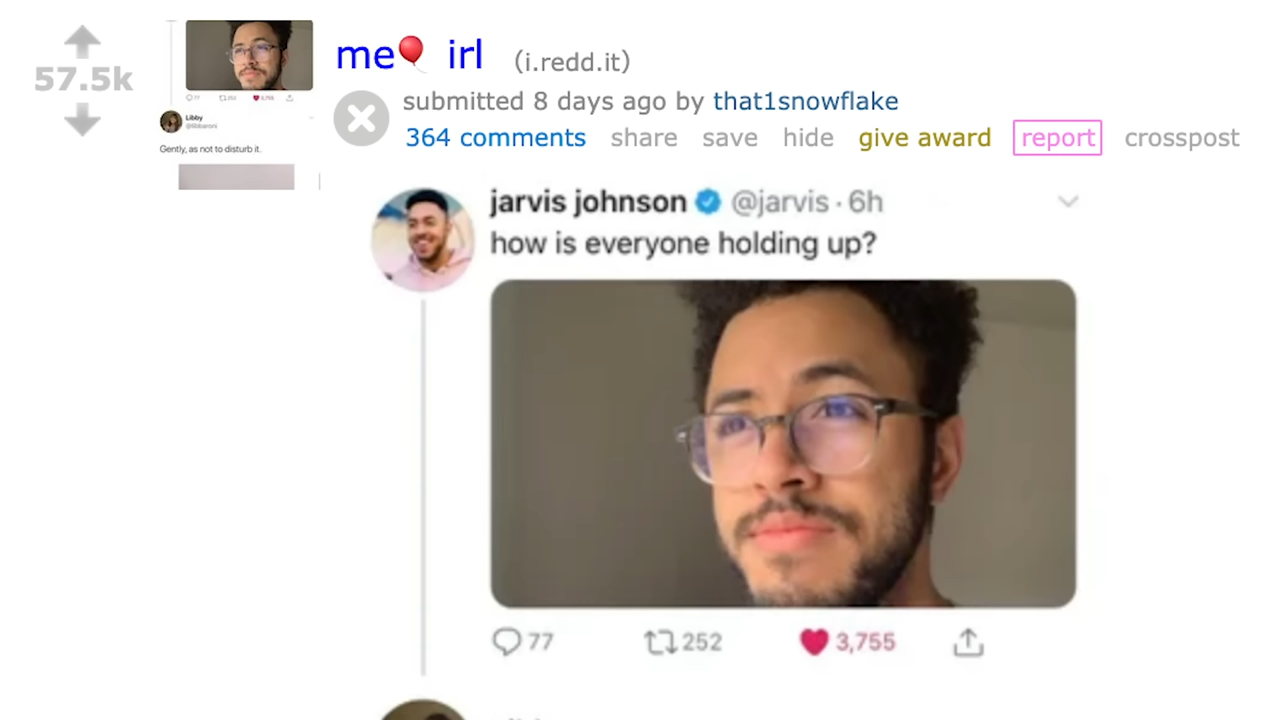 me🎈 irl (i.redd.it)
57.5k
submitted 8 days ago by that1snowflake
364 comments share save hide give award report crosspost
Libby
Gently, as not to disturb it.
jarvis johnson @jarvis · 6h
how is everyone holding up?
77 252 3,755